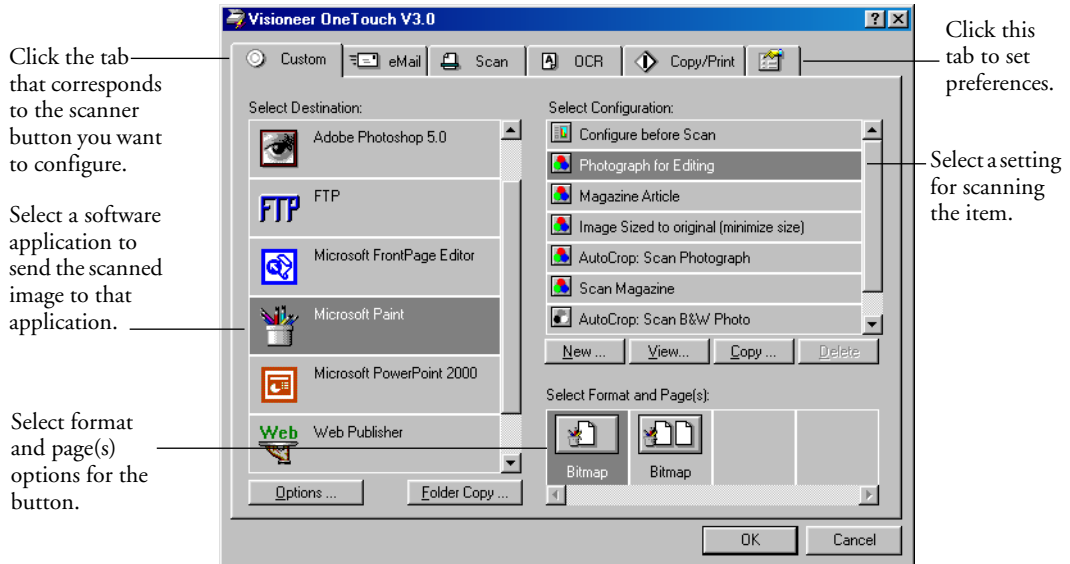 Visioneer OneTouch V3.0
Click the tab
that corresponds
to the scanner
button you want
to configure.
Select a software
application to
send the scanned
image to that
application.
Select format
and page(s)
options for the
button.
Custom
eMail
Scan
OCR
Copy/Print
Select Destination:
Adobe Photoshop 5.0
FTP
FTP
Microsoft FrontPage Editor
Microsoft Paint
Microsoft PowerPoint 2000
Web
Web Publisher
Options ...
Folder Copy ...
Select Configuration:
Configure before Scan
Photograph for Editing
Magazine Article
Image Sized to original (minimize size)
AutoCrop: Scan Photograph
Scan Magazine
AutoCrop: Scan B&W Photo
New ...
View...
Copy ...
Delete
Select Format and Page(s):
Bitmap
Bitmap
OK
Cancel
Click this
tab to set
preferences.
Select a setting
for scanning
the item.